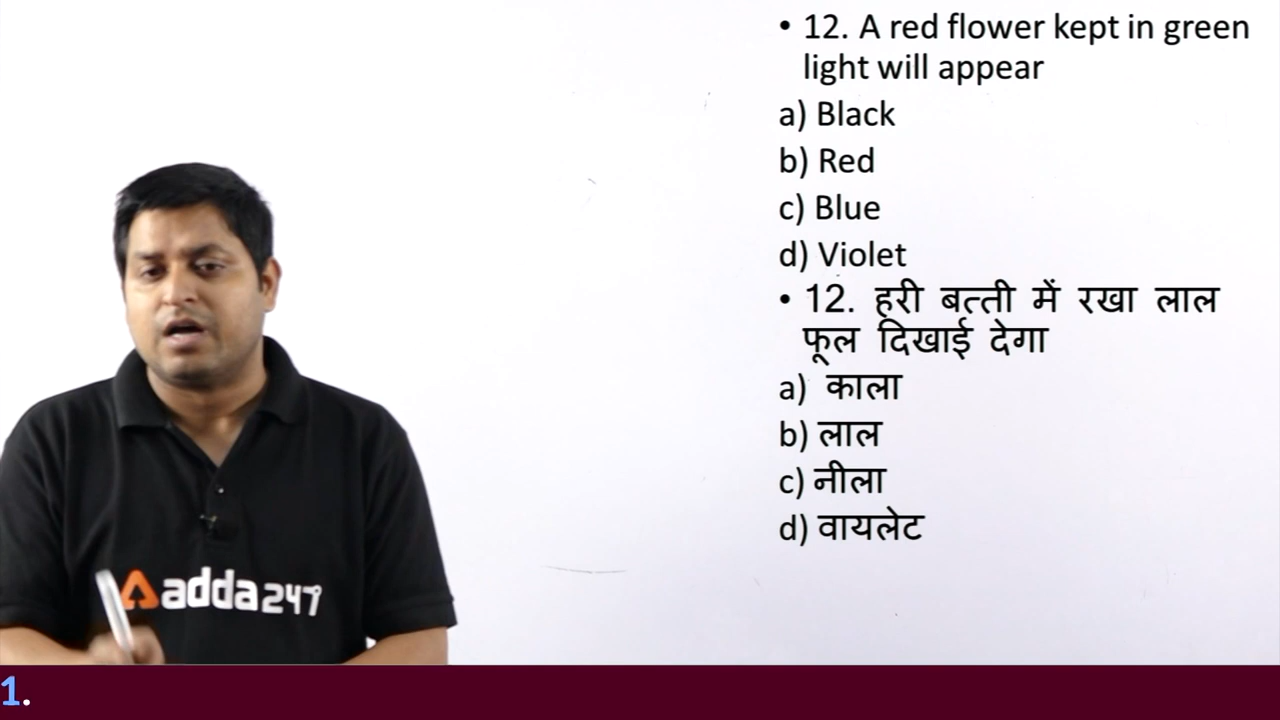 • 12. A red flower kept in green
light will appear
a) Black
b) Red
c) Blue
d) Violet
• 12. हरी बत्ती में रखा लाल
फूल दिखाई देगा
a) काला
b) लाल
c) नीला
d) वायलेट
adda247
1.